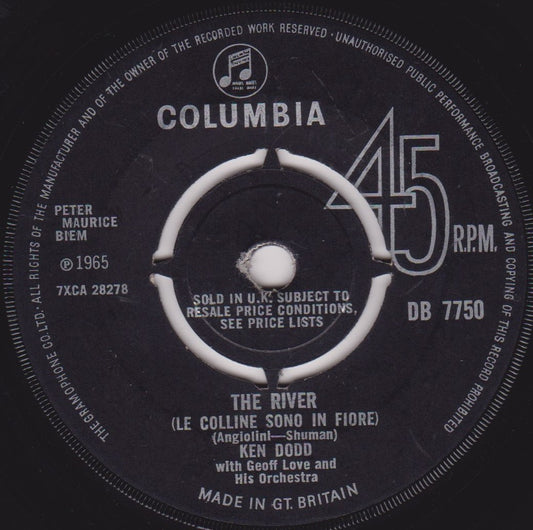 THE GRAMOPHONE CO. LTD. ALL RIGHTS OF THE MANUFACTURER AND OF THE OWNER OF THE RECORDED WORK RESERVED · UNAUTHORISED PUBLIC PERFORMANCE BROADCASTING AND COPYING OF THIS RECORD PROHIBITED
COLUMBIA
45
R.P.M.
PETER
MAURICE
BIEM
Ⓟ 1965
7XCA 28278
DB 7750
SOLD IN U.K. SUBJECT TO
RESALE PRICE CONDITIONS,
SEE PRICE LISTS
THE RIVER
(LE COLLINE SONO IN FIORE)
(Angiolini—Shuman)
KEN DODD
with Geoff Love and
His Orchestra
MADE IN GT. BRITAIN